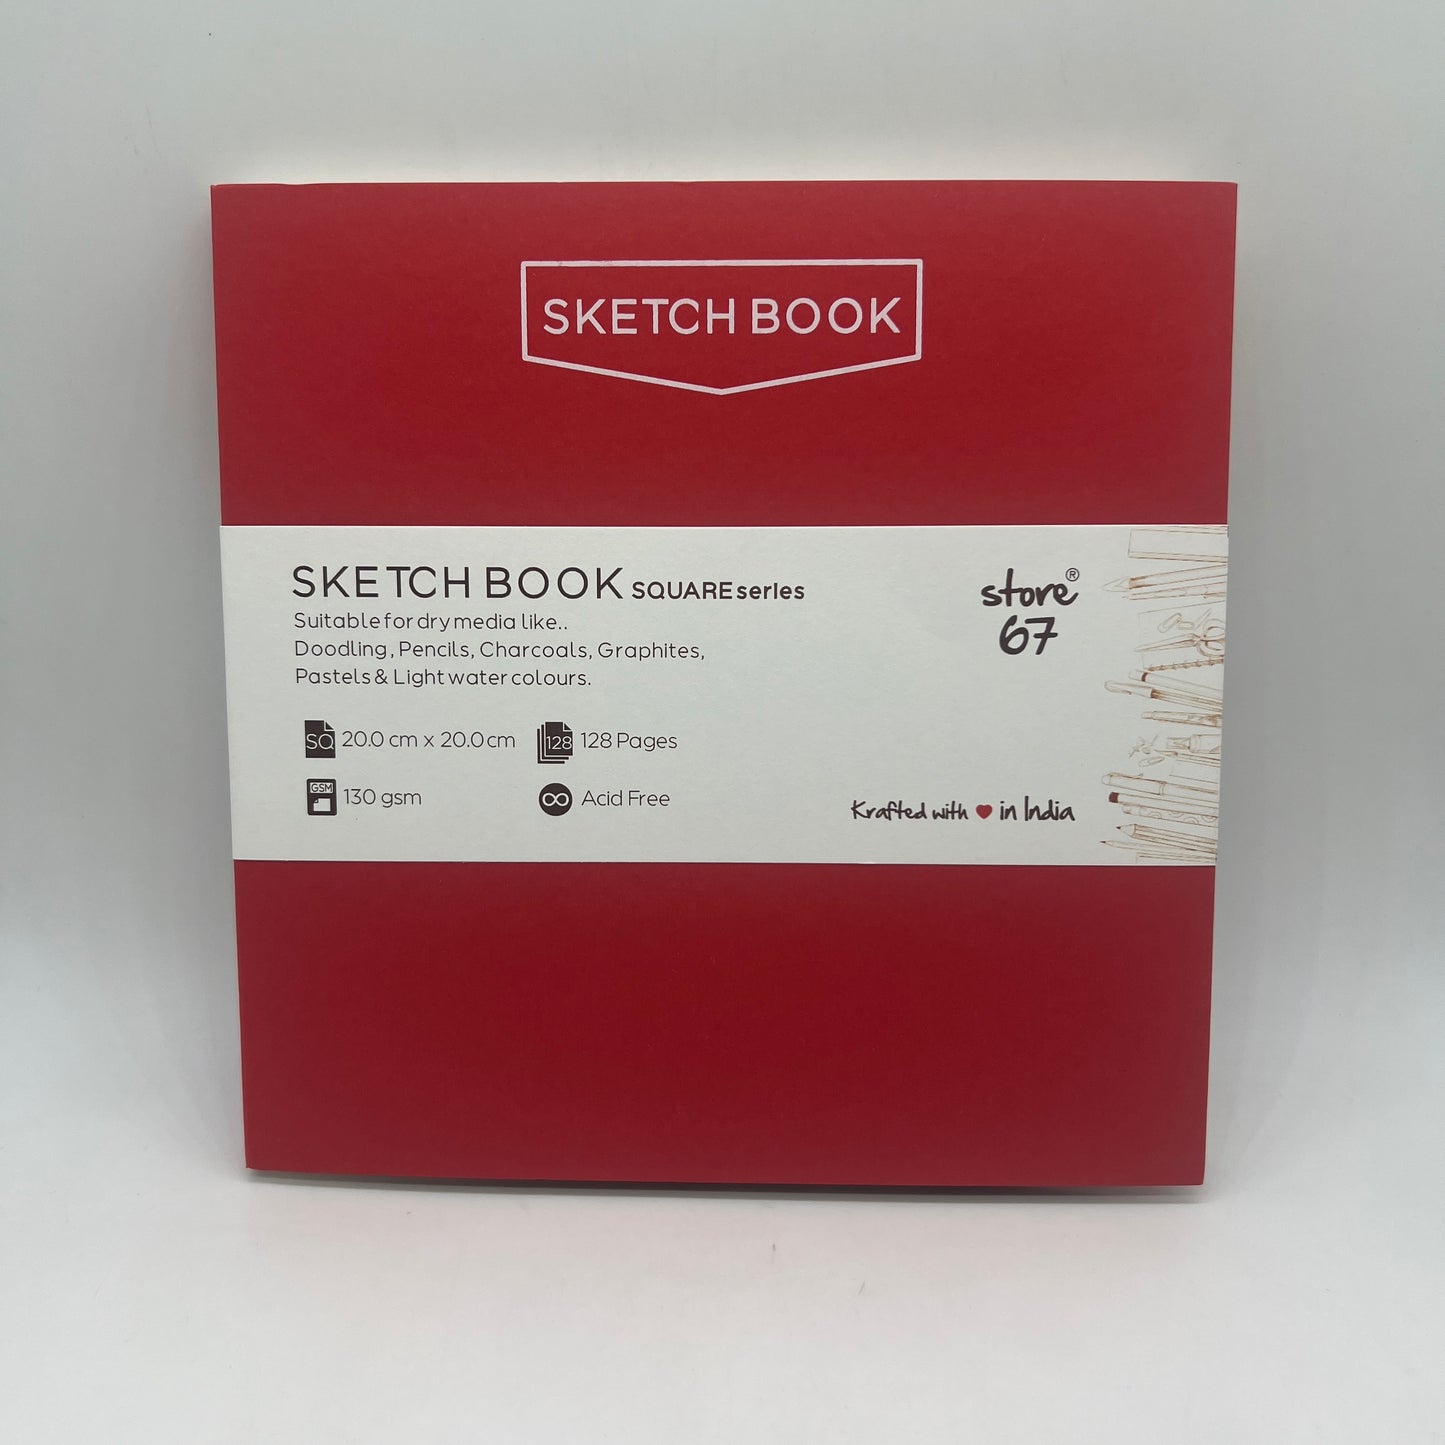 SKETCH BOOK
SKETCH BOOK SQUARE series
Suitable for dry media like..
Doodling, Pencils, Charcoals, Graphites,
Pastels & Light water colours.
store®
67
SQ 20.0 cm x 20.0 cm
128 128 Pages
GSM 130 gsm
Acid Free
Krafted with ♥ in India